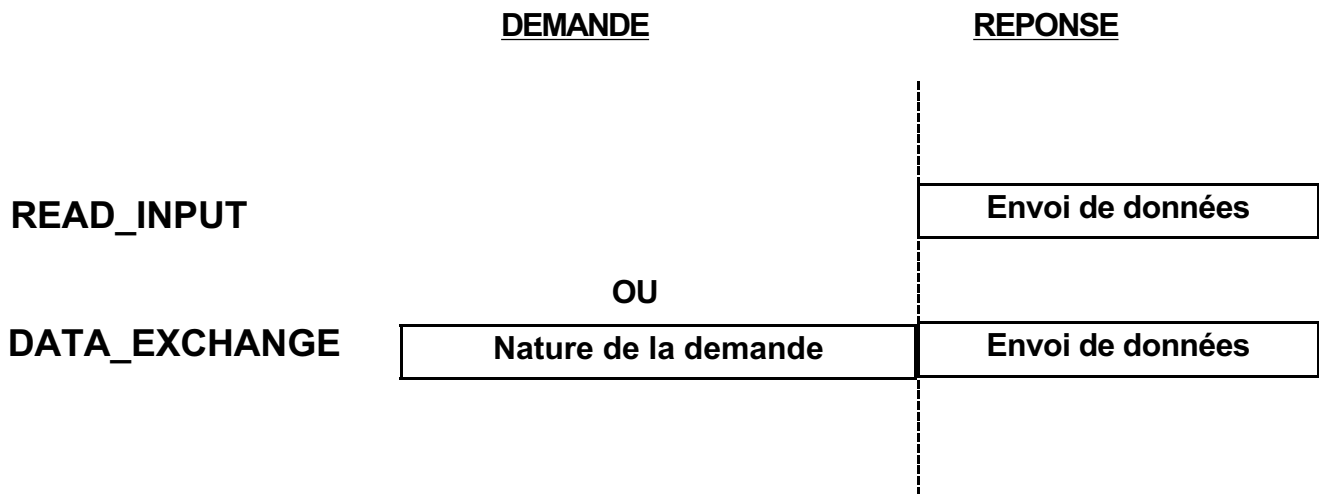 DEMANDE REPONSE
READ_INPUT Envoi de données
OU
DATA_EXCHANGE Nature de la demande Envoi de données